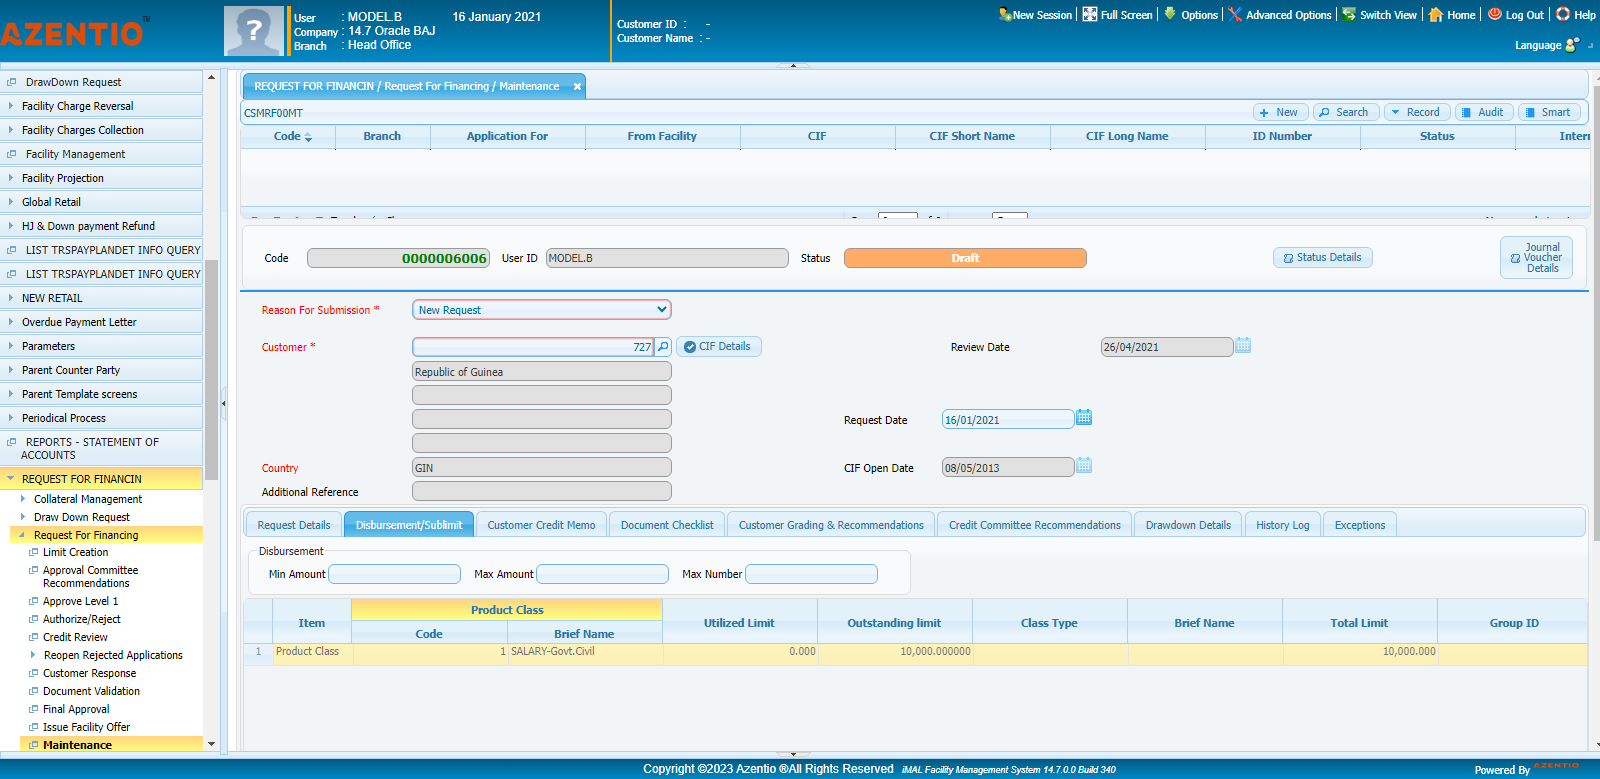 AZENTIO™
User : MODEL.B 16 January 2021
Company : 14.7 Oracle BAJ
Branch : Head Office
Customer ID : -
Customer Name : -
New Session Full Screen Options Advanced Options Switch View Home Log Out Help
Language
DrawDown Request
Facility Charge Reversal
Facility Charges Collection
Facility Management
Facility Projection
Global Retail
HJ & Down payment Refund
LIST TRSPAYPLANDET INFO QUERY
LIST TRSPAYPLANDET INFO QUERY
NEW RETAIL
Overdue Payment Letter
Parameters
Parent Counter Party
Parent Template screens
Periodical Process
REPORTS - STATEMENT OF
ACCOUNTS
REQUEST FOR FINANCIN
Collateral Management
Draw Down Request
Request For Financing
Limit Creation
Approval Committee
Recommendations
Approve Level 1
Authorize/Reject
Credit Review
Reopen Rejected Applications
Customer Response
Document Validation
Final Approval
Issue Facility Offer
Maintenance
REQUEST FOR FINANCIN / Request For Financing / Maintenance
CSMRF00MT
New Search Record Audit Smart
Code Branch Application For From Facility CIF CIF Short Name CIF Long Name ID Number Status Intern
Code 0000006006 User ID MODEL.B Status Draft Status Details
Journal
Voucher
Details
Reason For Submission * New Request
Customer * 727 CIF Details Review Date 26/04/2021
Republic of Guinea
Request Date 16/01/2021
Country GIN CIF Open Date 08/05/2013
Additional Reference
Request Details Disbursement/Sublimit Customer Credit Memo Document Checklist Customer Grading & Recommendations Credit Committee Recommendations Drawdown Details History Log Exceptions
Disbursement
Min Amount Max Amount Max Number
Item Product Class Utilized Limit Outstanding limit Class Type Brief Name Total Limit Group ID
Code Brief Name
1 Product Class 1 SALARY-Govt.Civil 0.000 10,000.000000 10,000.000
Copyright ©2023 Azentio ®All Rights Reserved iMAL Facility Management System 14.7.0.0 Build 340
Powered By AZENTIO